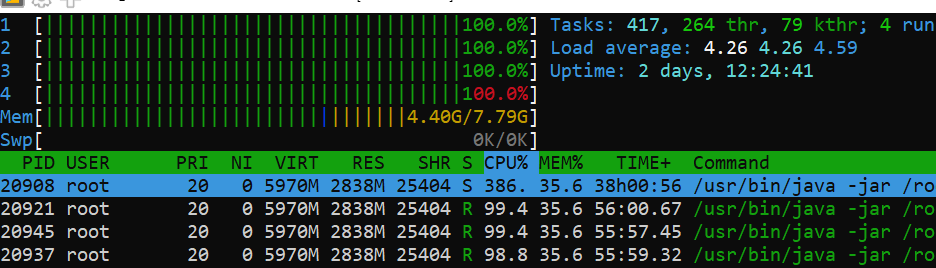 1 [||||||||||||||||||||||||||||||||||100.0%] Tasks: 417, 264 thr, 79 kthr; 4 run
2 [||||||||||||||||||||||||||||||||||100.0%] Load average: 4.26 4.26 4.59
3 [||||||||||||||||||||||||||||||||||100.0%] Uptime: 2 days, 12:24:41
4 [||||||||||||||||||||||||||||||||||100.0%]
Mem[|||||||||||||||||||||||||||||4.40G/7.79G]
Swp[ 0K/0K]
PID USER PRI NI VIRT RES SHR S CPU% MEM% TIME+ Command
20908 root 20 0 5970M 2838M 25404 S 386. 35.6 38h00:56 /usr/bin/java -jar /ro
20921 root 20 0 5970M 2838M 25404 R 99.4 35.6 56:00.67 /usr/bin/java -jar /ro
20945 root 20 0 5970M 2838M 25404 R 99.4 35.6 55:57.45 /usr/bin/java -jar /ro
20937 root 20 0 5970M 2838M 25404 R 98.8 35.6 55:59.32 /usr/bin/java -jar /ro